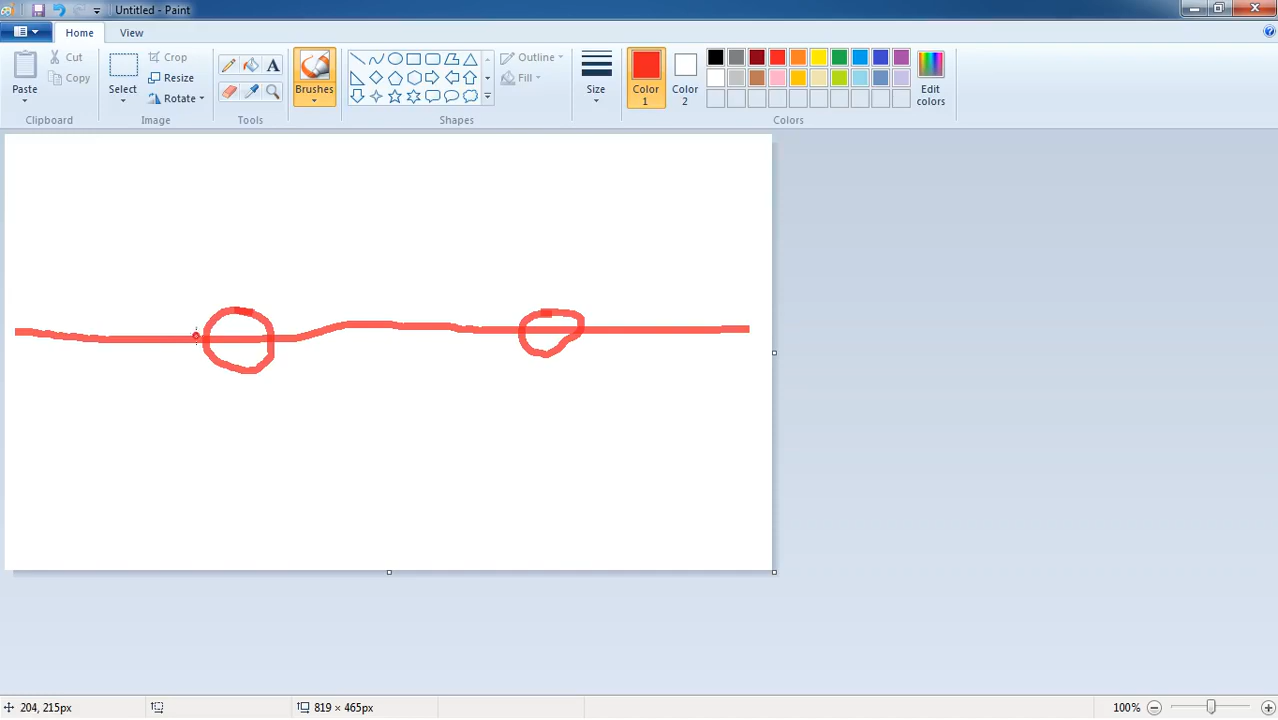 Untitled - Paint
Home View
Paste
Cut
Copy
Clipboard
Select
Crop
Resize
Rotate
Image
A
Tools
Brushes
Outline
Fill
Shapes
Size
Color 1
Color 2
Edit colors
Colors
204, 215px
819 × 465px
100%